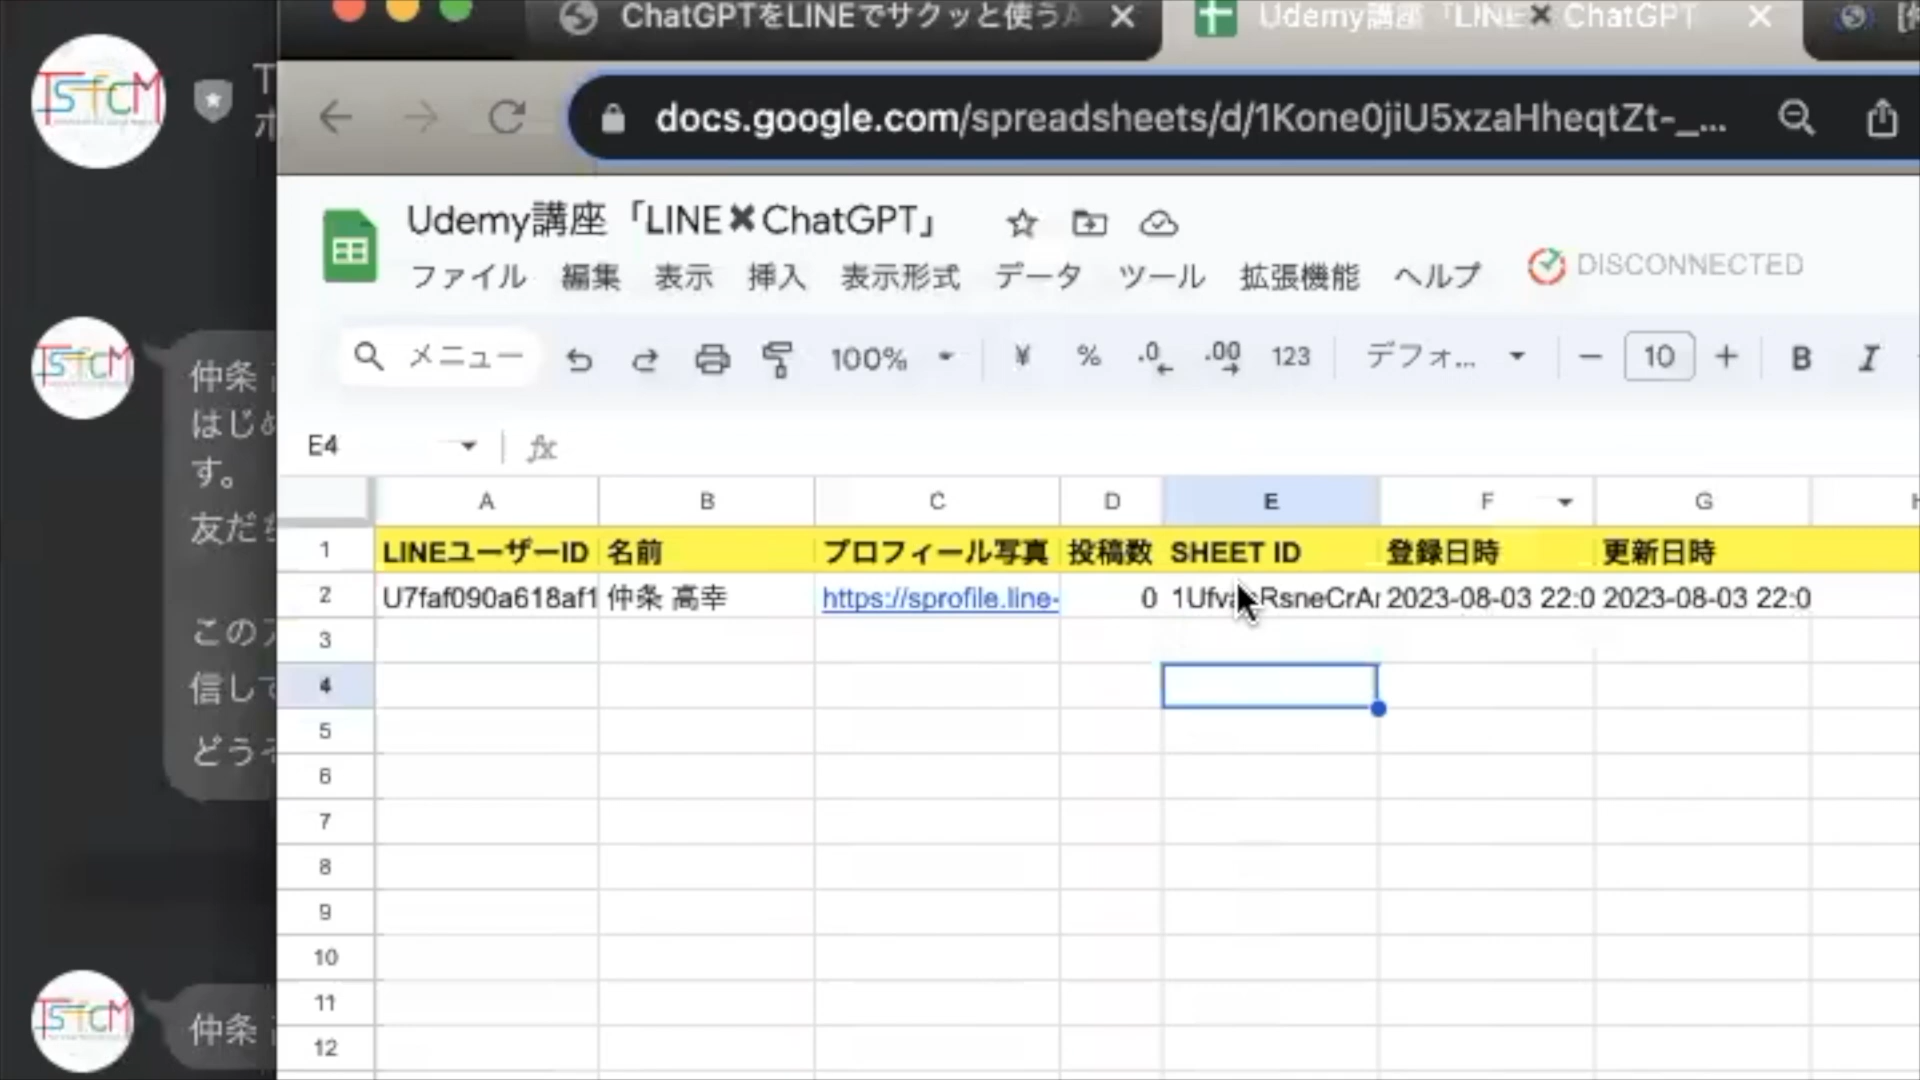 ChatGPTをLINEでサクッと使う
Udemy講座「LINE✖ChatGPT
docs.google.com/spreadsheets/d/1Kone0jiU5xzaHheqtZt-_...
Udemy講座「LINE✖ChatGPT」
ファイル 編集 表示 挿入 表示形式 データ ツール 拡張機能 ヘルプ DISCONNECTED
メニュー 100% ¥ % .0 .00 123 デフォ... 10 B I
E4 fx
A B C D E F G
1 LINEユーザーID 名前 プロフィール写真 投稿数 SHEET ID 登録日時 更新日時
2 U7faf090a618af1 仲条 高幸 https://sprofile.line- 0 1Ufv RsneCrA 2023-08-03 22:0 2023-08-03 22:0
3
4
5
6
7
8
9
10
11
12
TSfCM
TSfCM
仲条
はじ
す。
友だ
この
信して
どう
TSfCM
仲条